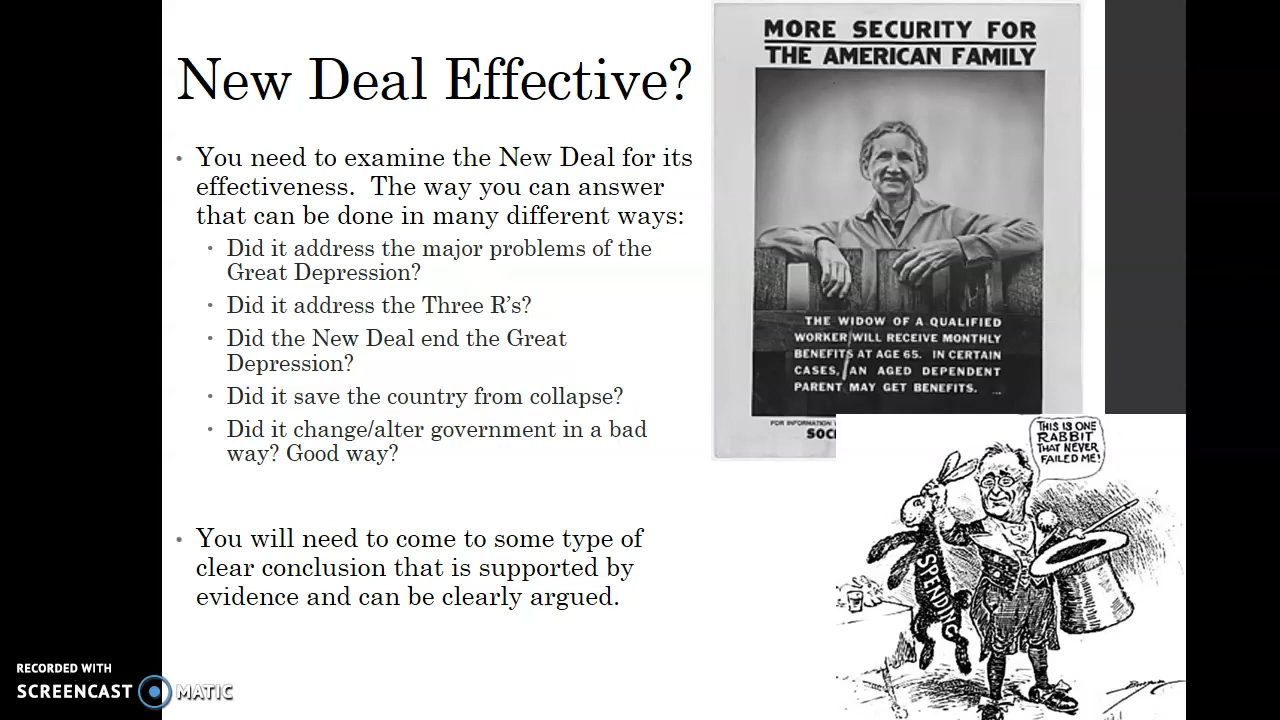 New Deal Effective?
• You need to examine the New Deal for its
effectiveness.  The way you can answer
that can be done in many different ways:
• Did it address the major problems of the
Great Depression?
• Did it address the Three R's?
• Did the New Deal end the Great
Depression?
• Did it save the country from collapse?
• Did it change/alter government in a bad
way? Good way?
• You will need to come to some type of
clear conclusion that is supported by
evidence and can be clearly argued.
MORE SECURITY FOR
THE AMERICAN FAMILY
THE WIDOW OF A QUALIFIED
WORKER WILL RECEIVE MONTHLY
BENEFITS AT AGE 65. IN CERTAIN
CASES, AN AGED DEPENDENT
PARENT MAY GET BENEFITS. ...
FOR INFORMATION
THIS IS ONE
RABBIT
THAT NEVER
FAILED ME!
SPENDING
RECORDED WITH
SCREENCAST MATIC